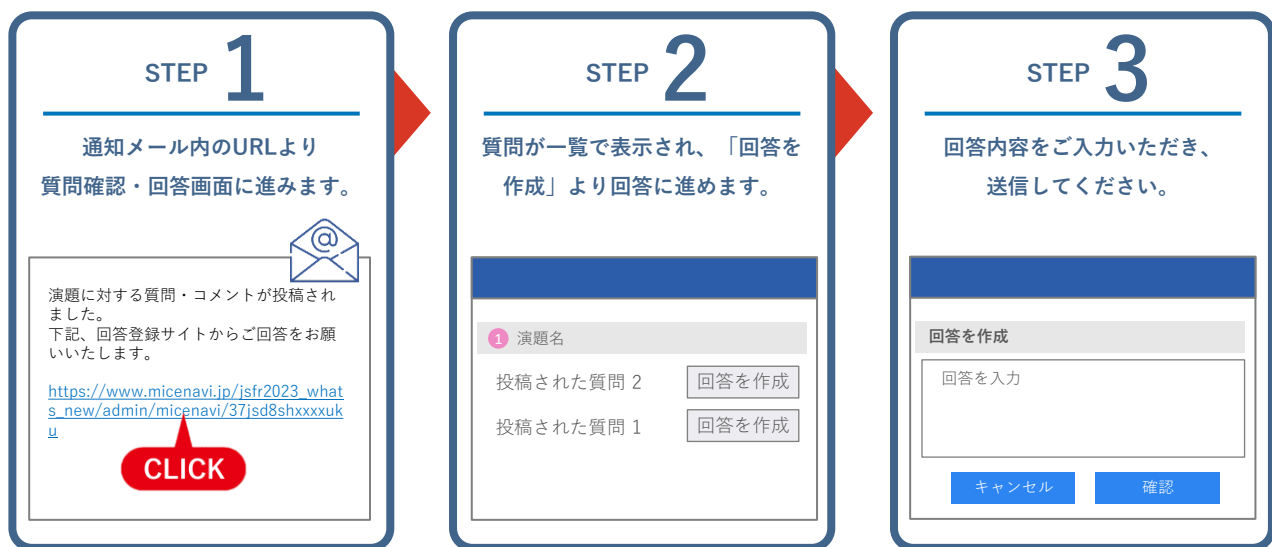 STEP 1
通知メール内のURLより
質問確認・回答画面に進みます。
@
演題に対する質問・コメントが投稿され
ました。
下記、回答登録サイトからご回答をお願
いいたします。
https://www.micenavi.jp/jsfr2023_what
s_new/admin/micenavi/37jsd8shxxxxuk
u
CLICK
STEP 2
質問が一覧で表示され、「回答を
作成」より回答に進めます。
1 演題名
投稿された質問 2 回答を作成
投稿された質問 1 回答を作成
STEP 3
回答内容をご入力いただき、
送信してください。
回答を作成
回答を入力
キャンセル 確認